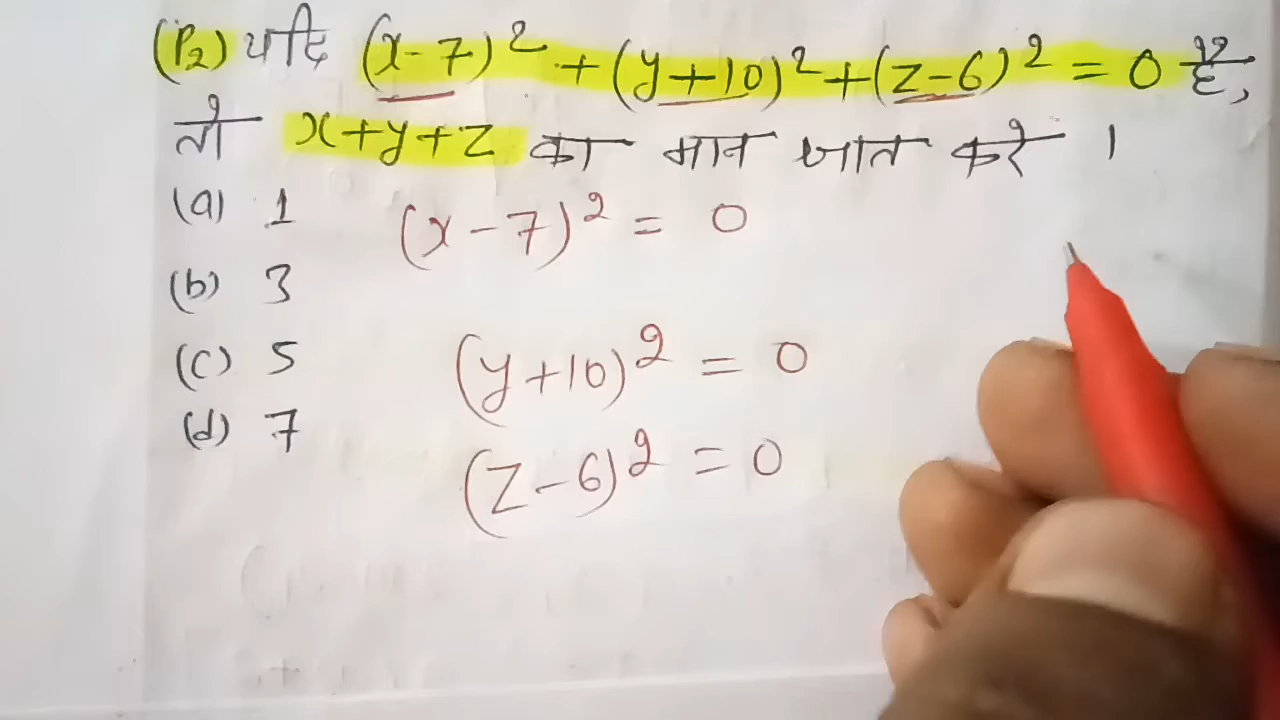 (P2) यदि (x-7)² + (y+10)² + (z-6)² = 0 है,
तो x+y+z का मान ज्ञात करे ।
(a) 1
(x-7)² = 0
(b) 3
(y+10)² = 0
(c) 5
(z-6)² = 0
(d) 7